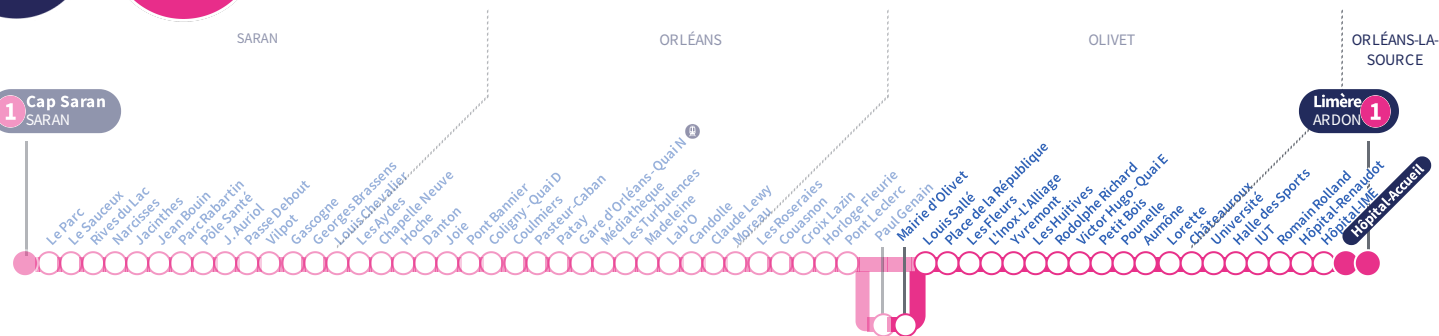 SARAN
ORLÉANS
OLIVET
ORLÉANS-LA-
SOURCE
1
Cap Saran
SARAN
Limère
ARDON
1
Le Parc
Le Sauceux
Rives du Lac
Narcisses
Jacinthes
Jean Bouin
Parc Rabartin
Pôle Santé
J. Auriol
Passe Debout
Vilpot
Gascogne
Georges Brassens
Louis Chevalier
Les Aydes
Chapelle Neuve
Hoche
Danton
Joie
Pont Bannier
Coligny - Quai D
Coulmiers
Pasteur-Caban
Patay
Gare d'Orléans - Quai N
Médiathèque
Les Turbulences
Madeleine
Lab'O
Candolle
Claude Lewy
Moreau
Les Roseraies
Couasnon
Croix Lazin
Horloge Fleurie
Pont Leclerc
Paul Genain
Mairie d'Olivet
Louis Sallé
Place de la République
Les Fleurs
L'Inox-L'Alliage
Yvremont
Les Huitives
Rodolphe Richard
Victor Hugo - Quai E
Petit Bois
Pounelle
Aumône
Lorette
Châteauroux
Université
Halle des Sports
IUT
Romain Rolland
Hôpital-Renaudot
Hôpital-IME
Hôpital-Accueil